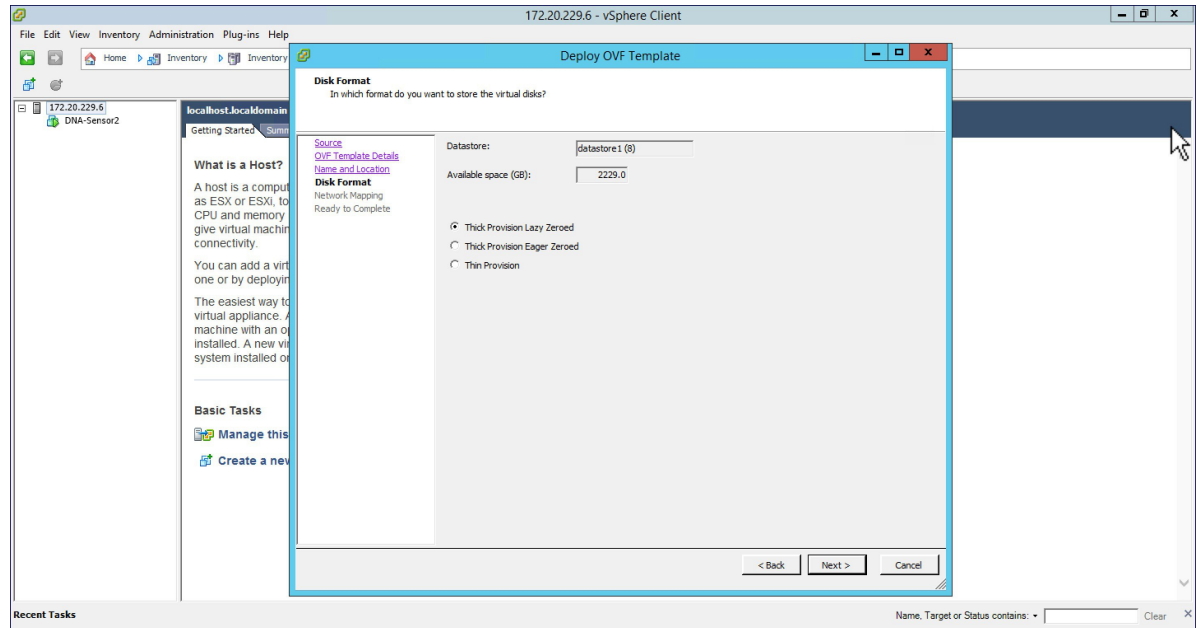 172.20.229.6 - vSphere Client
File Edit View Inventory Administration Plug-ins Help
Home Inventory Inventory
172.20.229.6
DNA-Sensor2
localhost.localdomain
Getting Started Summ
What is a Host?
A host is a comput
as ESX or ESXi, to
CPU and memory
give virtual machin
connectivity.
You can add a virt
one or by deployin
The easiest way to
virtual appliance. A
machine with an op
installed. A new vir
system installed or
Basic Tasks
Manage this
Create a new
Deploy OVF Template
Disk Format
In which format do you want to store the virtual disks?
Source
OVF Template Details
Name and Location
Disk Format
Network Mapping
Ready to Complete
Datastore: datastore1 (8)
Available space (GB): 2229.0
Thick Provision Lazy Zeroed
Thick Provision Eager Zeroed
Thin Provision
< Back Next > Cancel
Recent Tasks
Name, Target or Status contains: Clear